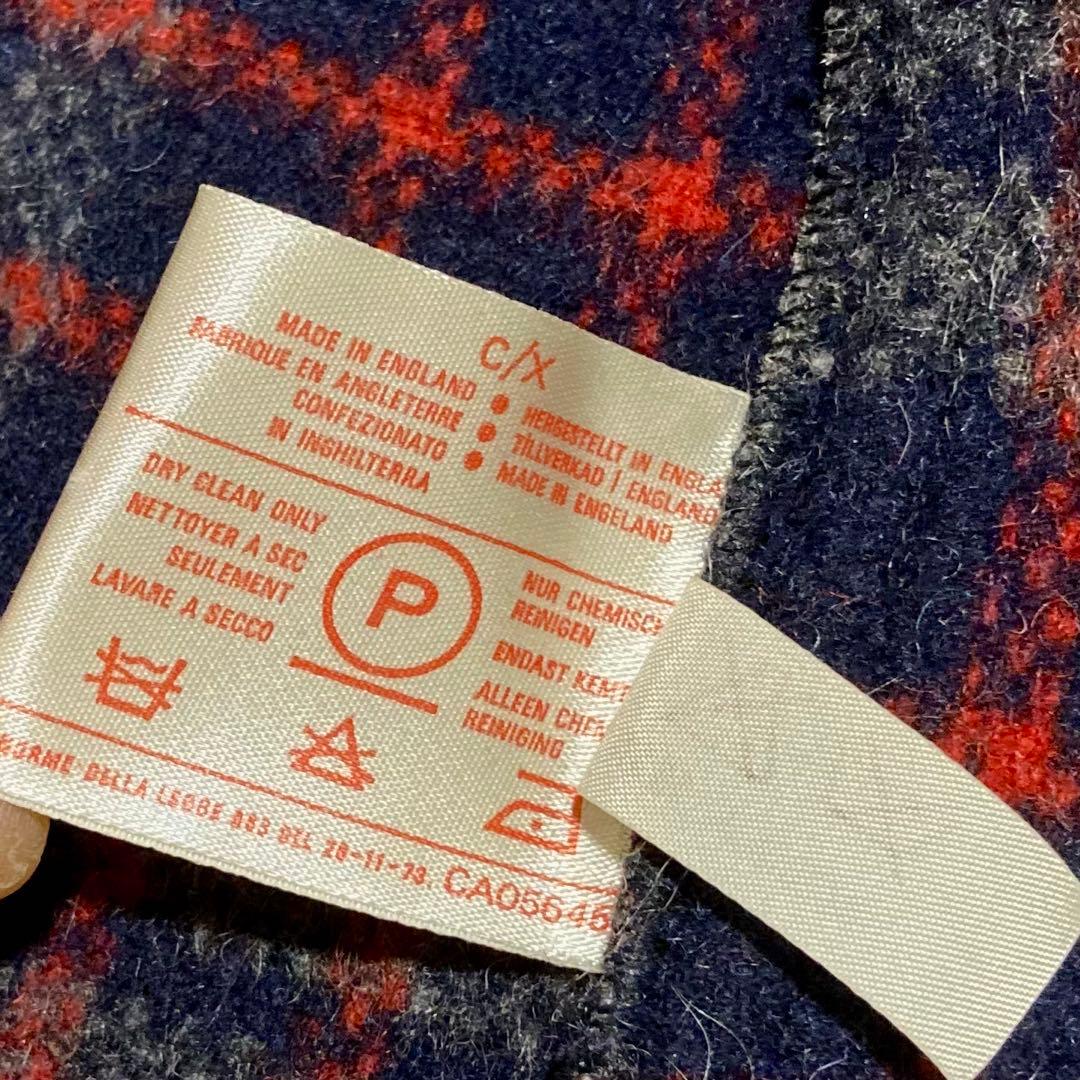 C/X
MADE IN ENGLAND
FABRIQUE EN ANGLETERRE
CONFEZIONATO
IN INGHILTERRA
HERGESTELLT IN ENGLA
TILLVERKAD I ENGLAND
MADE IN ENGELAND
DRY CLEAN ONLY
NETTOYER A SEC
SEULEMENT
LAVARE A SECCO
P
NUR CHEMISCH
REINIGEN
ENDAST KEM
ALLEEN CHE
REINIGING
NORME DELLA LEGGE 883 DEL 26-11-73.
CA05645